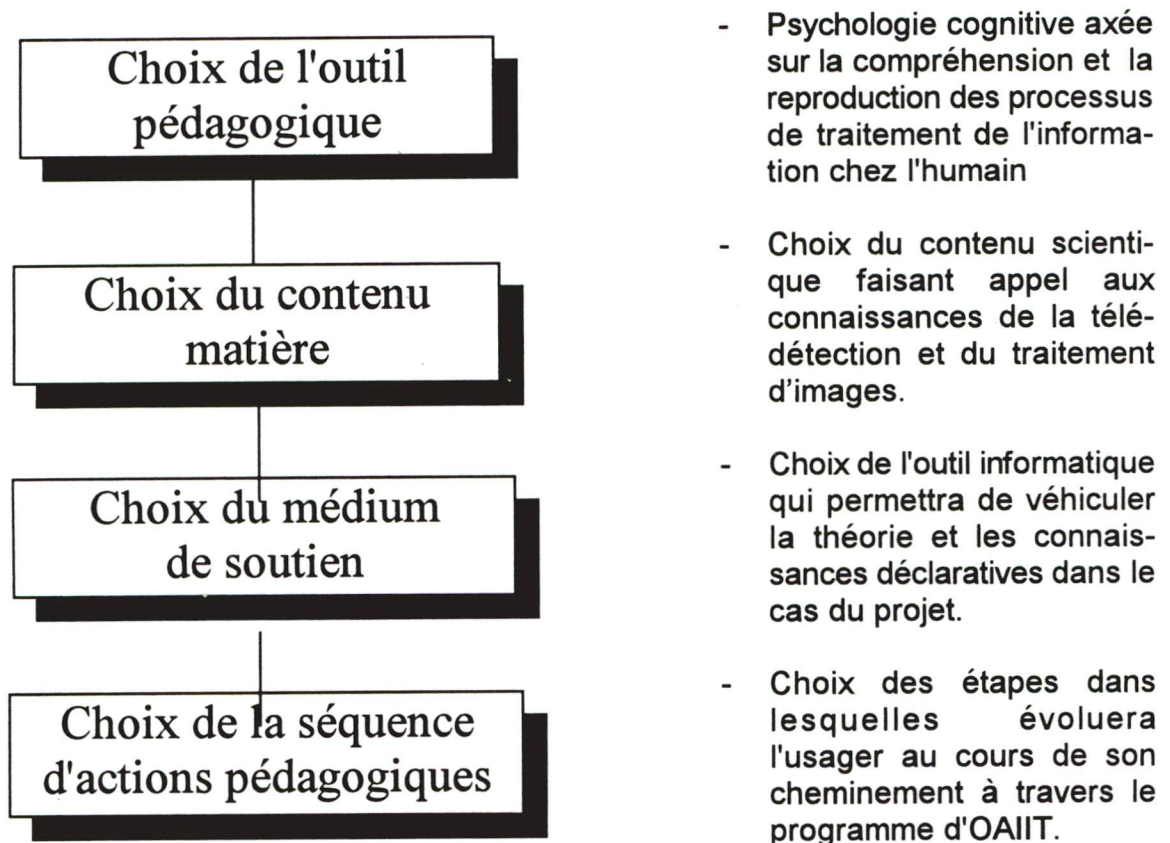 Choix de l'outil
pédagogique
- Psychologie cognitive axée
sur la compréhension et la
reproduction des processus
de traitement de l'informa-
tion chez l'humain
Choix du contenu
matière
- Choix du contenu scienti-
que faisant appel aux
connaissances de la télé-
détection et du traitement
d'images.
Choix du médium
de soutien
- Choix de l'outil informatique
qui permettra de véhiculer
la théorie et les connais-
sances déclaratives dans le
cas du projet.
Choix de la séquence
d'actions pédagogiques
- Choix des étapes dans
lesquelles évoluera
l'usager au cours de son
cheminement à travers le
programme d'OAIIT.